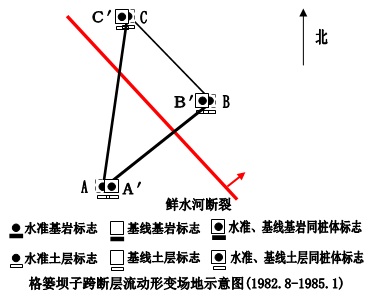 C′ C
北
B′ B
A A′
鲜水河断裂
水准基岩标志 基线基岩标志 水准、基线基岩同桩体标志
水准土层标志 基线土层标志 水准、基线土层同桩体标志
格篓坝子跨断层流动形变场地示意图(1982.8-1985.1)